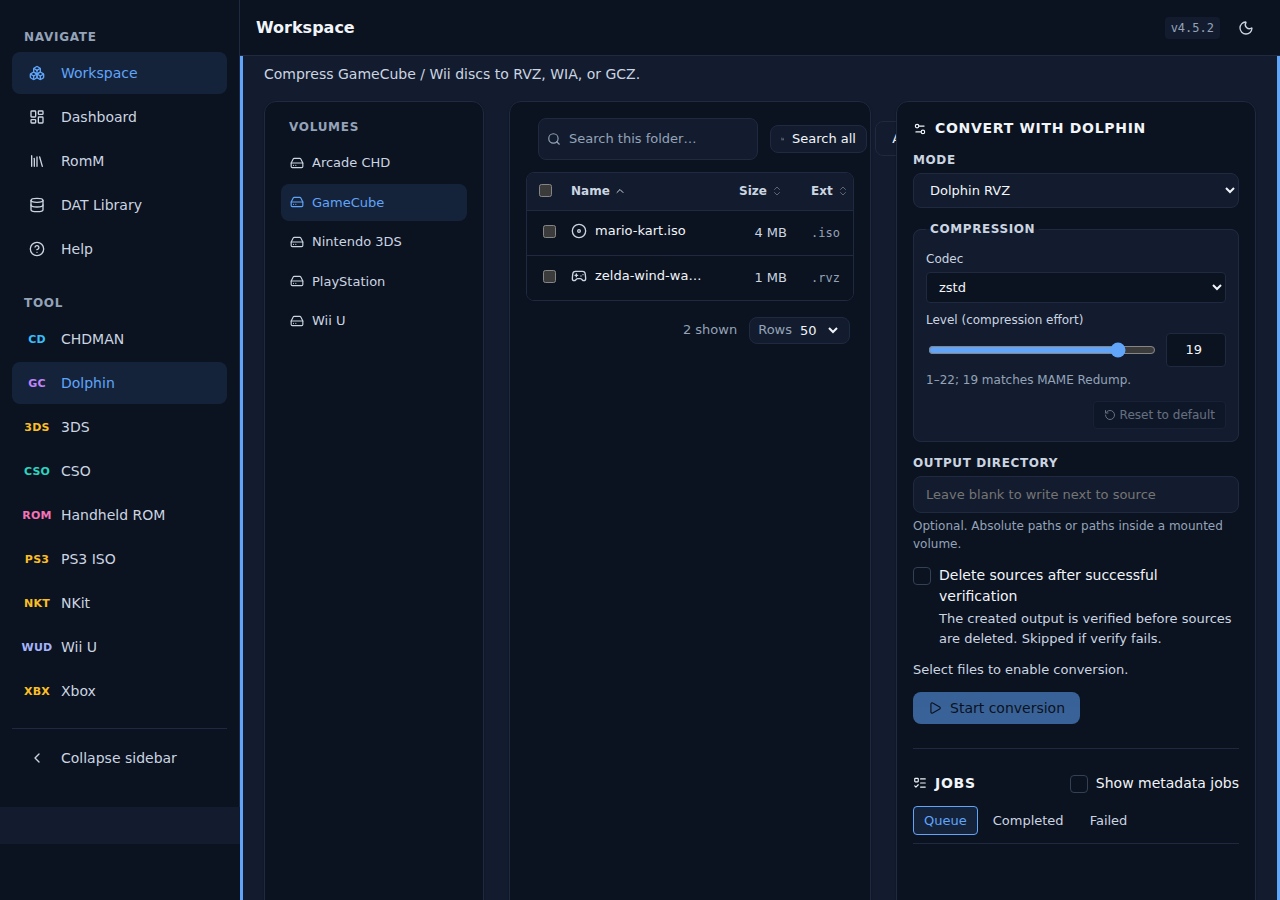 NAVIGATE
Workspace
Dashboard
RomM
DAT Library
Help
TOOL
CD CHDMAN
GC Dolphin
3DS 3DS
CSO CSO
ROM Handheld ROM
PS3 PS3 ISO
NKT NKit
WUD Wii U
XBX Xbox
Collapse sidebar
Workspace
v4.5.2
Compress GameCube / Wii discs to RVZ, WIA, or GCZ.
VOLUMES
Arcade CHD
GameCube
Nintendo 3DS
PlayStation
Wii U
Search this folder…
Search all
Name Size Ext
mario-kart.iso 4 MB .iso
zelda-wind-wa… 1 MB .rvz
2 shown Rows 50
CONVERT WITH DOLPHIN
MODE
Dolphin RVZ
COMPRESSION
Codec
zstd
Level (compression effort)
19
1–22; 19 matches MAME Redump.
Reset to default
OUTPUT DIRECTORY
Leave blank to write next to source
Optional. Absolute paths or paths inside a mounted
volume.
Delete sources after successful
verification
The created output is verified before sources
are deleted. Skipped if verify fails.
Select files to enable conversion.
Start conversion
JOBS
Show metadata jobs
Queue Completed Failed